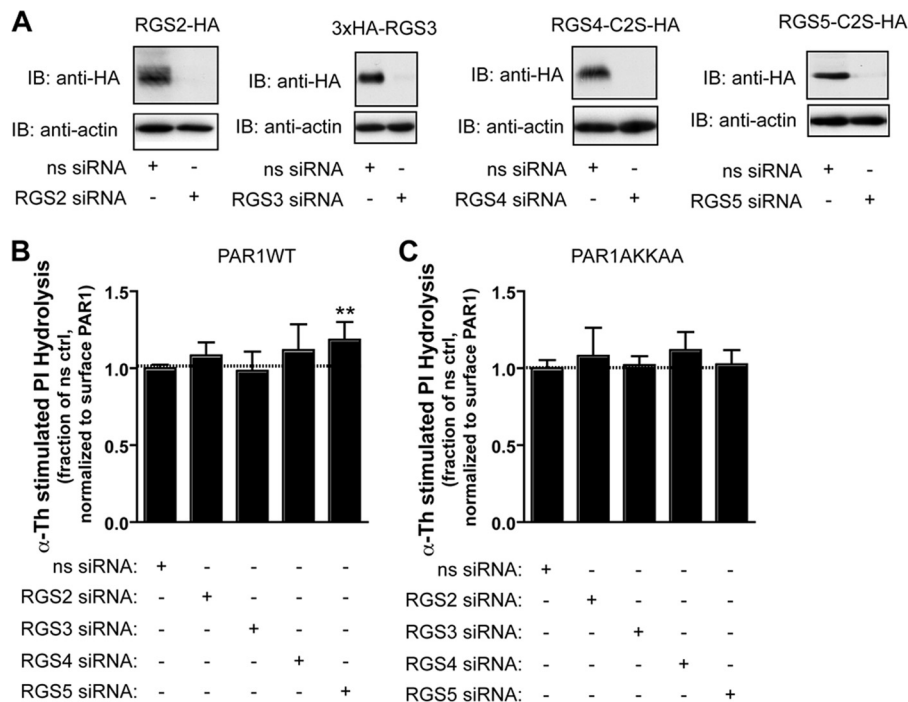 A
RGS2-HA
3xHA-RGS3
RGS4-C2S-HA
RGS5-C2S-HA
IB: anti-HA
IB: anti-HA
IB: anti-HA
IB: anti-HA
IB: anti-actin
IB: anti-actin
IB: anti-actin
IB: anti-actin
ns siRNA + -
RGS2 siRNA - +
ns siRNA + -
RGS3 siRNA - +
ns siRNA + -
RGS4 siRNA - +
ns siRNA + -
RGS5 siRNA - +
B
PAR1WT
α-Th stimulated PI Hydrolysis
(fraction of ns ctrl,
normalized to surface PAR1)
1.5
1.0
0.5
0.0
**
ns siRNA: + - - - -
RGS2 siRNA: - + - - -
RGS3 siRNA: - - + - -
RGS4 siRNA: - - - + -
RGS5 siRNA: - - - - +
C
PAR1AKKAA
α-Th stimulated PI Hydrolysis
(fraction of ns ctrl,
normalized to surface PAR1)
1.5
1.0
0.5
0.0
ns siRNA: + - - - -
RGS2 siRNA: - + - - -
RGS3 siRNA: - - + - -
RGS4 siRNA: - - - + -
RGS5 siRNA: - - - - +